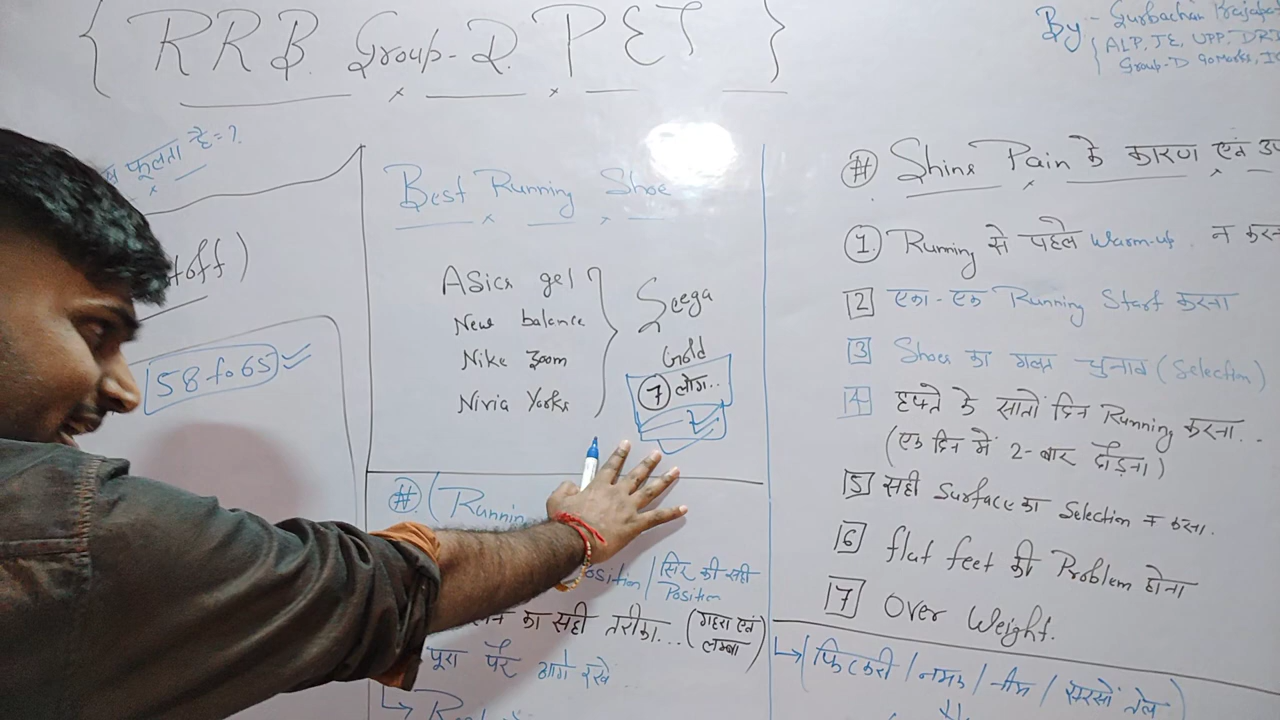 { RRB Group-D. PET }
By :- Gurbachan
ALP, JE, UPP,
Group-D 90 Marks,
फूलता है = ?
58 to 65
Best Running Shoe
ASics gel
New balance
Nike Zoom
Nivia Yorks
Seega
Gold
7 लोग..
# (Running
Position / सिर की सही Position
का सही तरीका... (गहरा एवं लम्बा)
पूरा पैर आगे रखे
# Shins Pain के कारण एवं
1. Running से पहले Warm-up न
2 एका-एक Running Start करना
3 Shoes का गलत चुनाव (Selection)
4 हफ्ते के सातों दिन Running करना..
(एक दिन में 2-बार दौड़ना)
5 सही Surface का Selection न करना.
6 flat feet की Problem होना
7 Over Weight.
(फिटकरी / नमक / नीम / सरसों तेल)